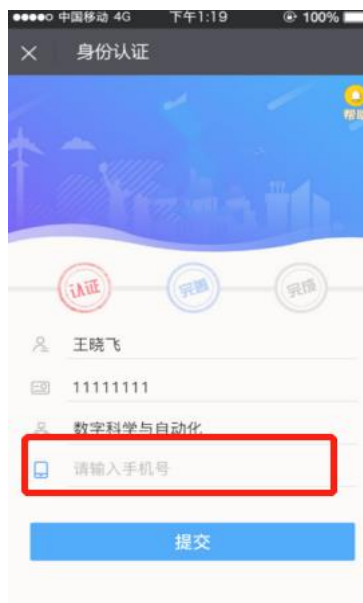 中国移动 4G 下午1:19 100%
身份认证
帮助
认证 完善 完成
王晓飞
11111111
数字科学与自动化
请输入手机号
提交